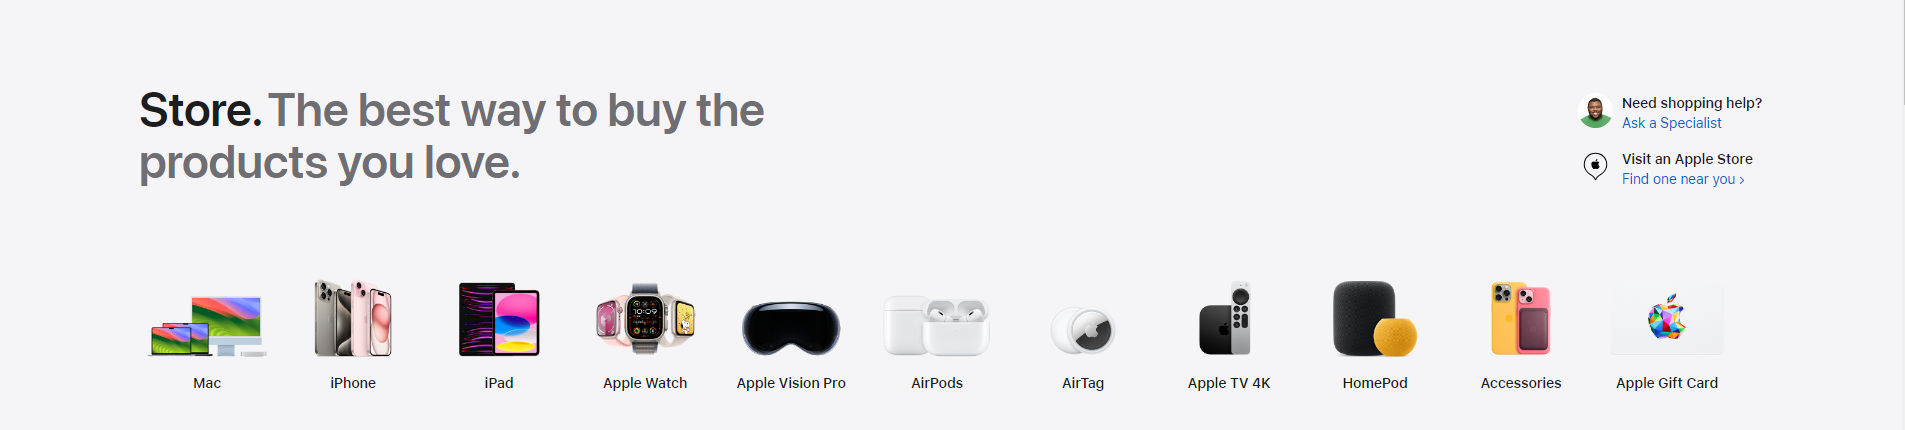 Store. The best way to buy the
products you love.
Need shopping help?
Ask a Specialist
Visit an Apple Store
Find one near you >
Mac
iPhone
iPad
Apple Watch
Apple Vision Pro
AirPods
AirTag
Apple TV 4K
HomePod
Accessories
Apple Gift Card